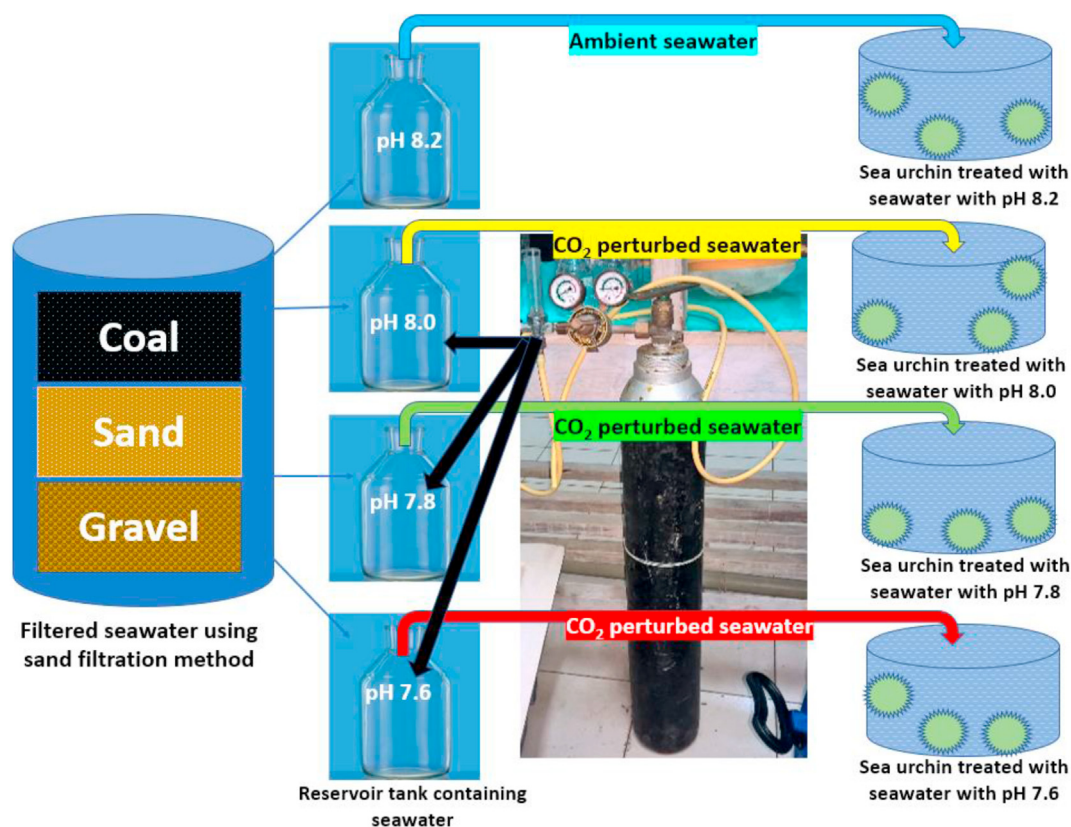 Ambient seawater
pH 8.2
Sea urchin treated with
seawater with pH 8.2
CO₂ perturbed seawater
pH 8.0
Sea urchin treated with
seawater with pH 8.0
Coal
Sand
Gravel
Filtered seawater using
sand filtration method
CO₂ perturbed seawater
pH 7.8
Sea urchin treated with
seawater with pH 7.8
CO₂ perturbed seawater
pH 7.6
Sea urchin treated with
seawater with pH 7.6
Reservoir tank containing
seawater